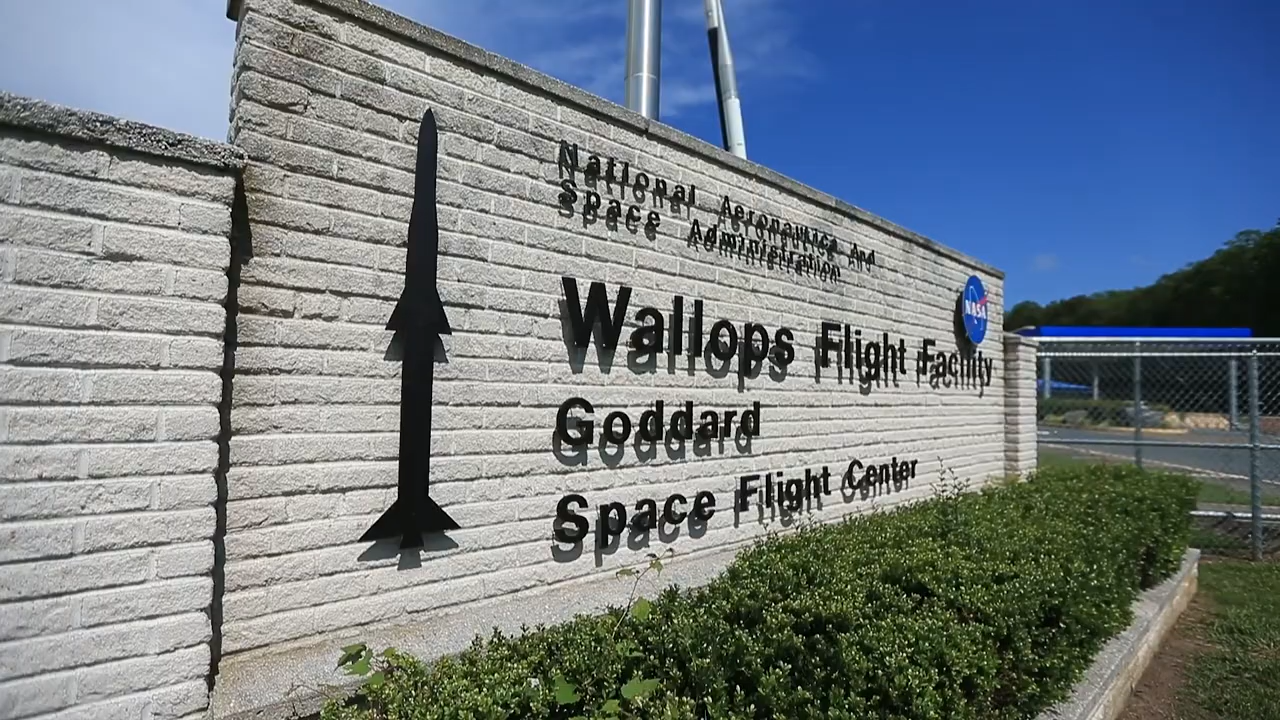 National Aeronautics And
Space Administration
Wallops Flight Facility
Goddard
Space Flight Center
NASA